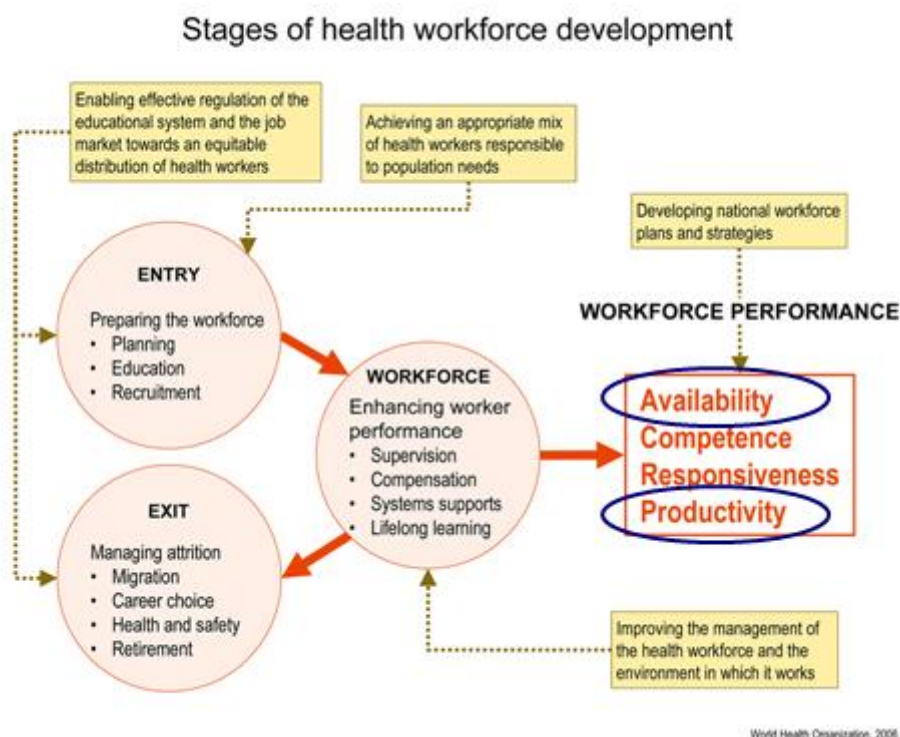 Stages of health workforce development
Enabling effective regulation of the
educational system and the job
market towards an equitable
distribution of health workers
Achieving an appropriate mix
of health workers responsible
to population needs
Developing national workforce
plans and strategies
ENTRY
Preparing the workforce
• Planning
• Education
• Recruitment
WORKFORCE
Enhancing worker
performance
• Supervision
• Compensation
• Systems supports
• Lifelong learning
WORKFORCE PERFORMANCE
Availability
Competence
Responsiveness
Productivity
EXIT
Managing attrition
• Migration
• Career choice
• Health and safety
• Retirement
Improving the management of
the health workforce and the
environment in which it works
World Health Organization, 2006